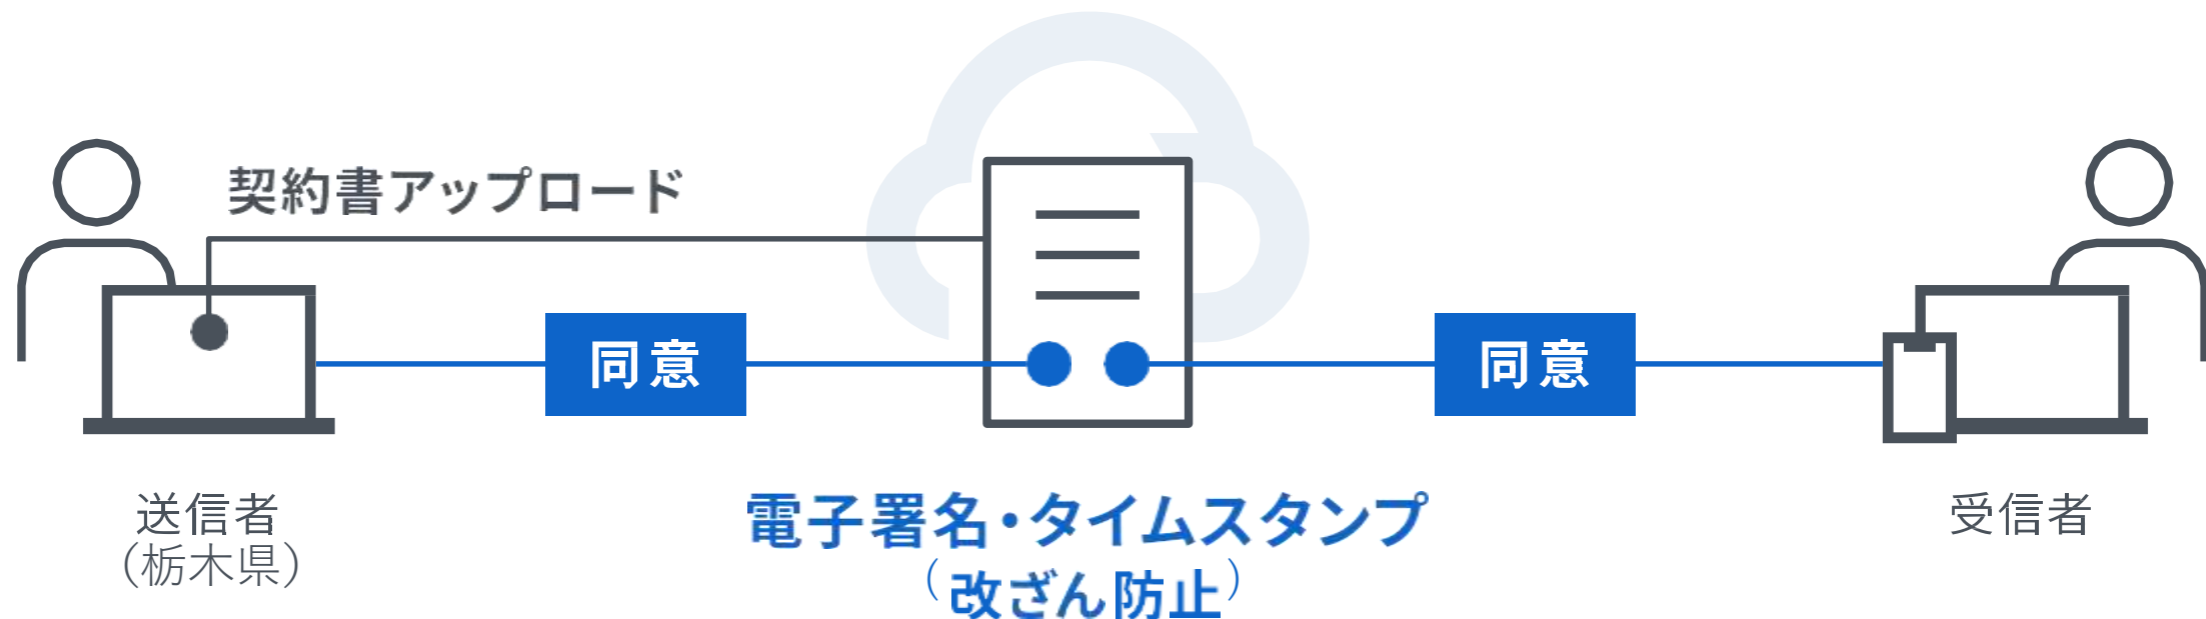 契約書アップロード
同意
同意
送信者
(栃木県)
電子署名・タイムスタンプ
(改ざん防止)
受信者